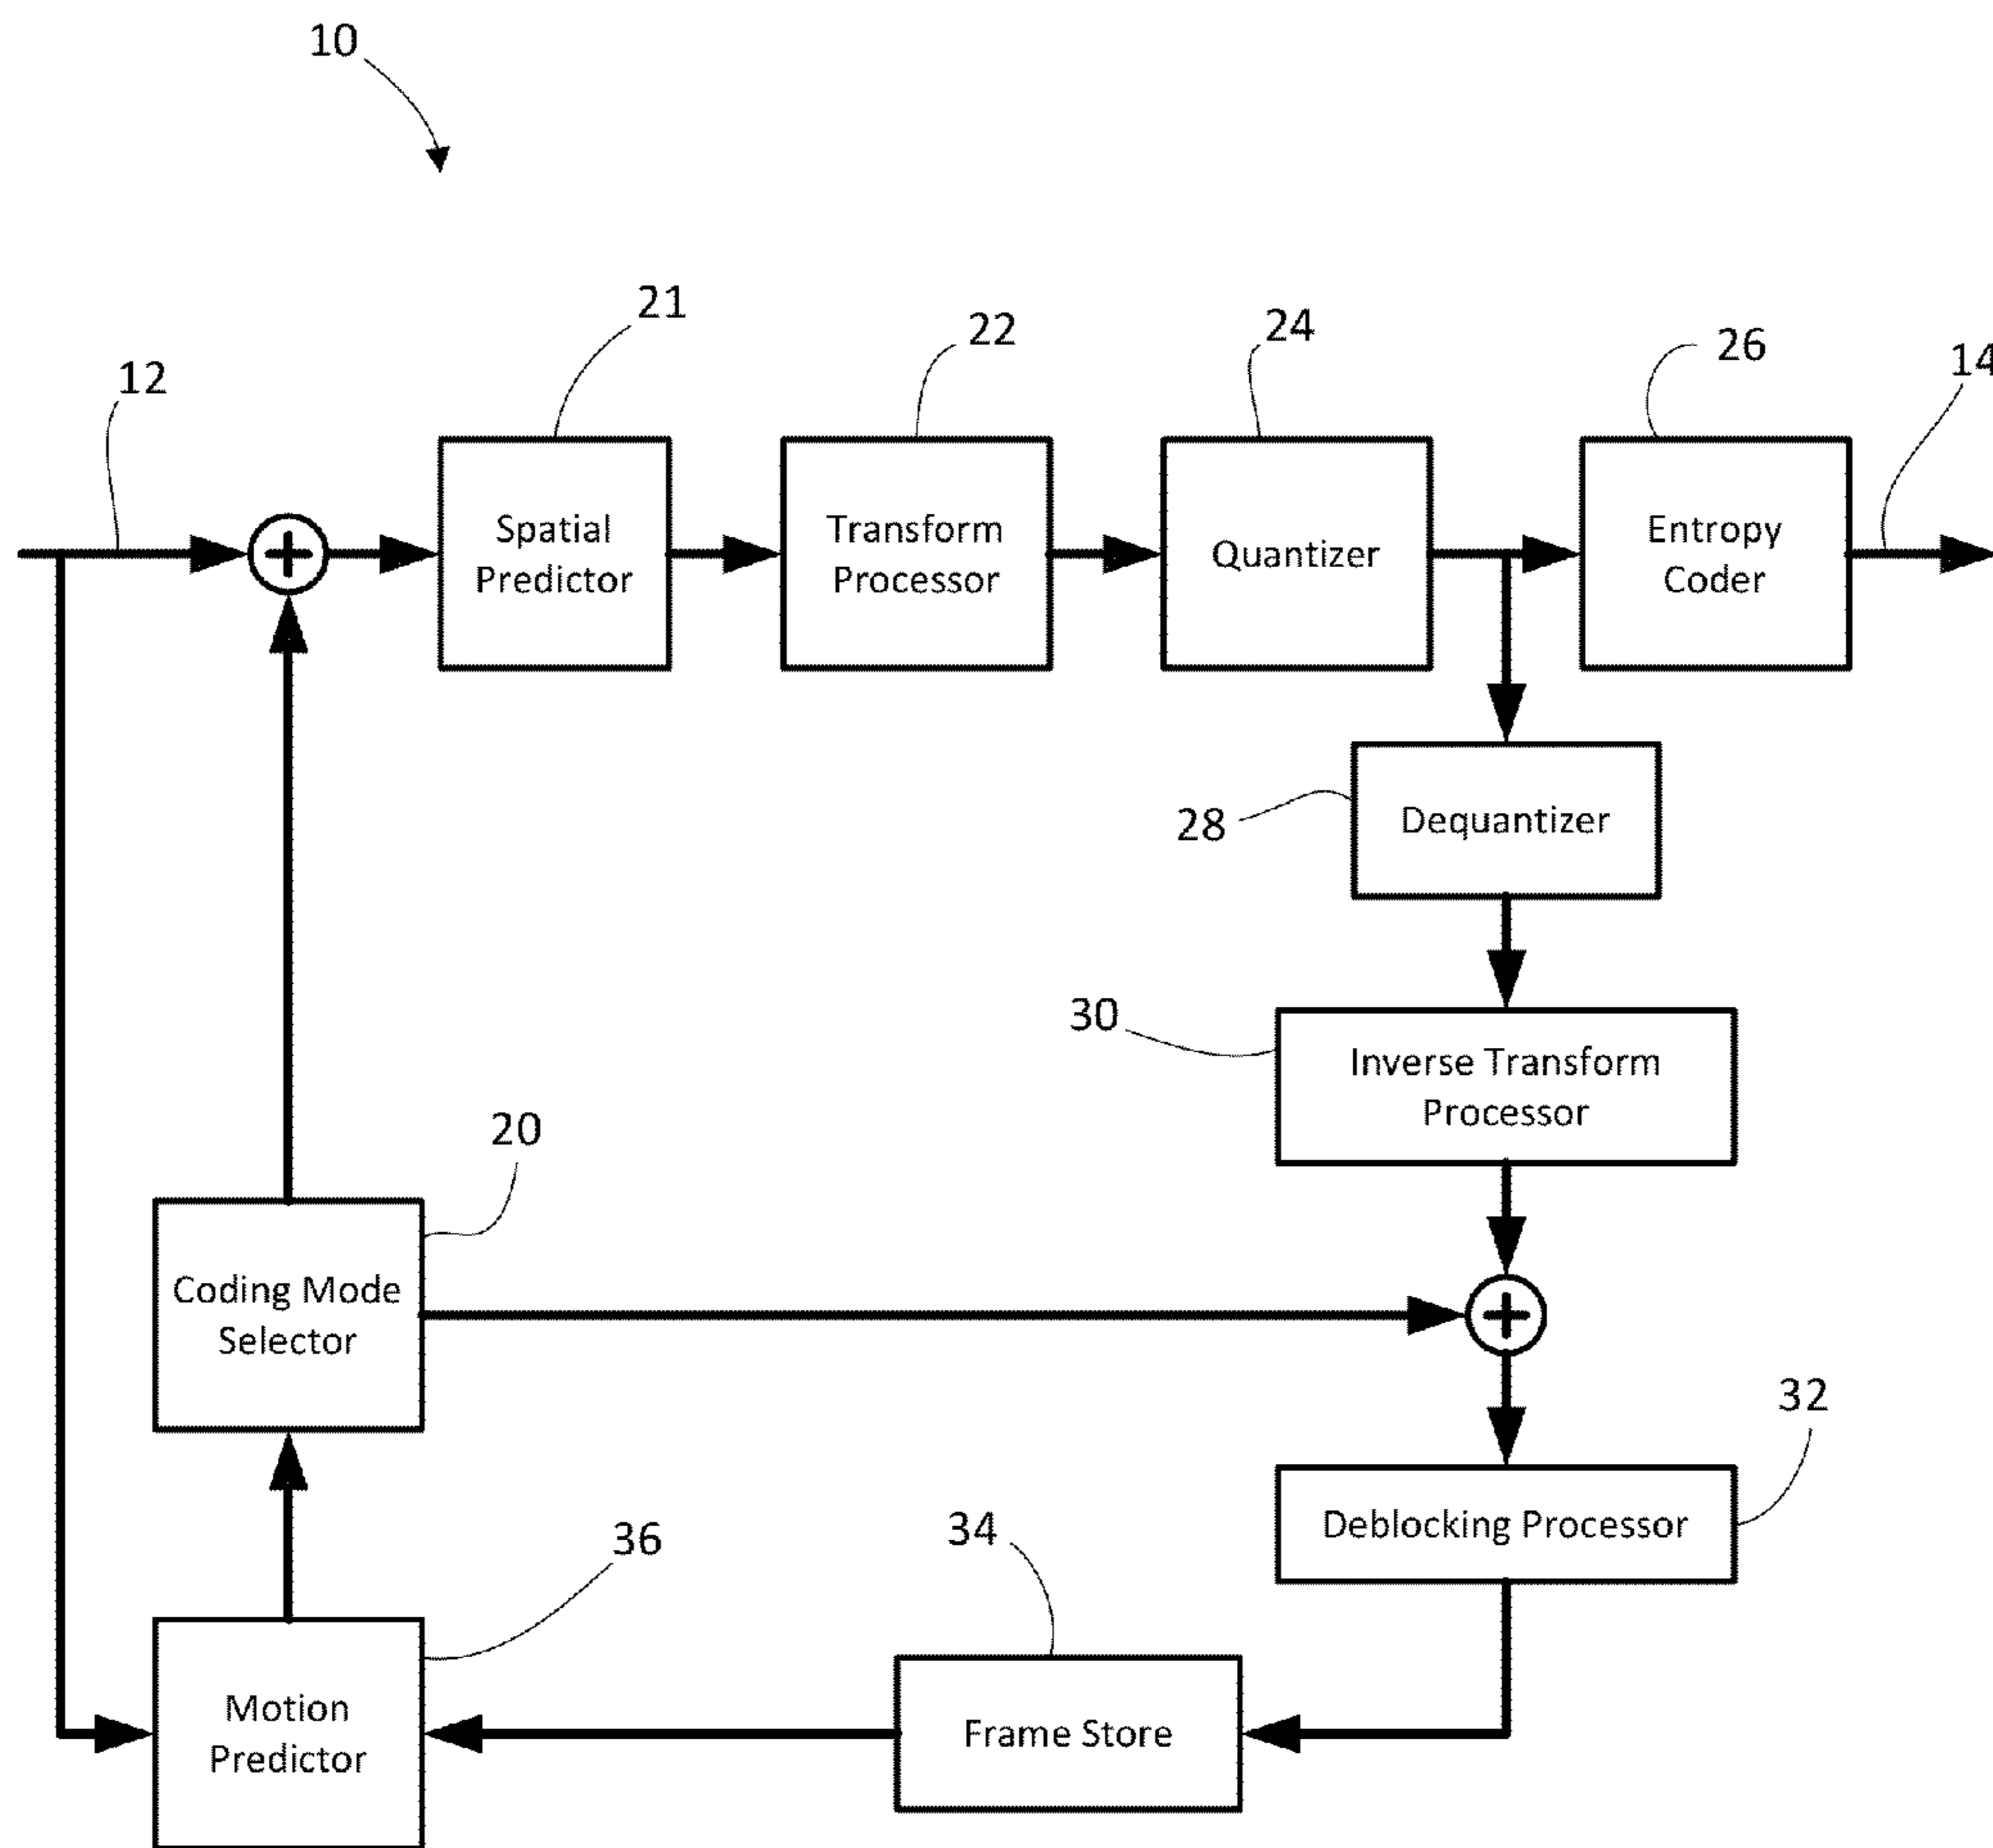 10
21
22
24
26
14
12
Spatial
Predictor
Transform
Processor
Quantizer
Entropy
Coder
28
Dequantizer
30
Inverse Transform
Processor
20
Coding Mode
Selector
32
Deblocking Processor
36
34
Motion
Predictor
Frame Store